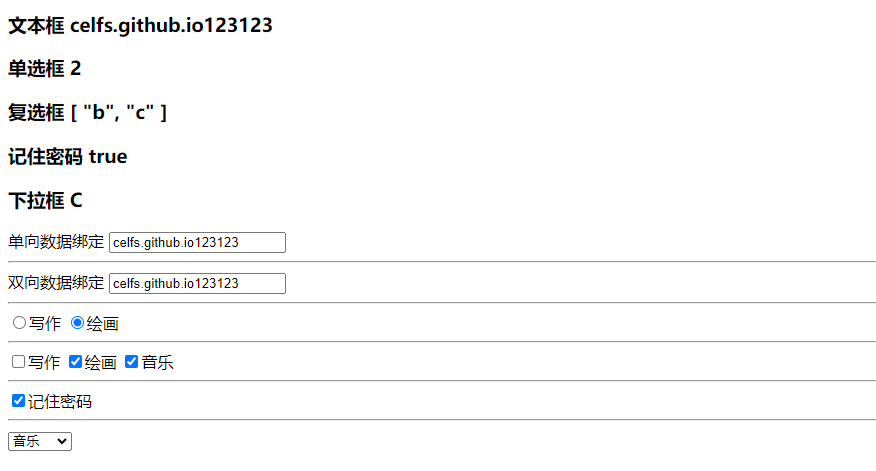 文本框 celfs.github.io123123
单选框 2
复选框 [ "b", "c" ]
记住密码 true
下拉框 C
单向数据绑定 celfs.github.io123123
双向数据绑定 celfs.github.io123123
写作 绘画
写作 绘画 音乐
记住密码
音乐